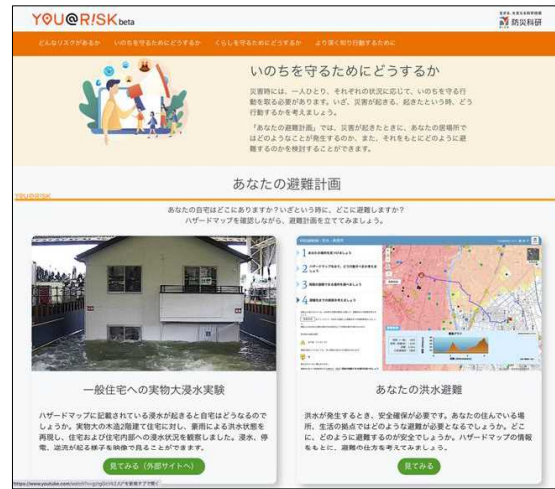 YOU@RISK beta
防災科研
どんなリスクがあるか いのちを守るためにどうするか くらしを守るためにどうするか より深く知り行動するために
いのちを守るためにどうするか
災害時には、一人ひとり、それぞれの状況に応じて、いのちを守る行
動を取る必要があります。いざ、災害が起きる、起きたという時、どう
行動するかを考えましょう。
「あなたの避難計画」では、災害が起きたときに、あなたの居場所で
はどのようなことが発生するのか、また、それをもとにどのように避
難するのかを検討することができます。
あなたの避難計画
YOU@RISK
あなたの自宅はどこにありますか?いざという時に、どこに避難しますか?
ハザードマップを確認しながら、避難計画を立ててみましょう。
一般住宅への実物大浸水実験
ハザードマップに記載されている浸水が起きると自宅はどうなるので
しょうか。実物大の木造2階建て住宅に対し、豪雨による洪水状態を
再現し、住宅および住宅内部への浸水状況を観察しました。浸水、停
電、逆流が起る様子を映像で見ることができます。
見てみる（外部サイトへ）
1
2
3
4
あなたの洪水避難
洪水が発生するとき、安全確保が必要です。あなたの住んでいる場
所、生活の拠点ではどのような避難が必要となるでしょうか。どこ
に、どのように避難するのが安全でしょうか。ハザードマップの情報
をもとに、避難の仕方を考えてみましょう。
見てみる